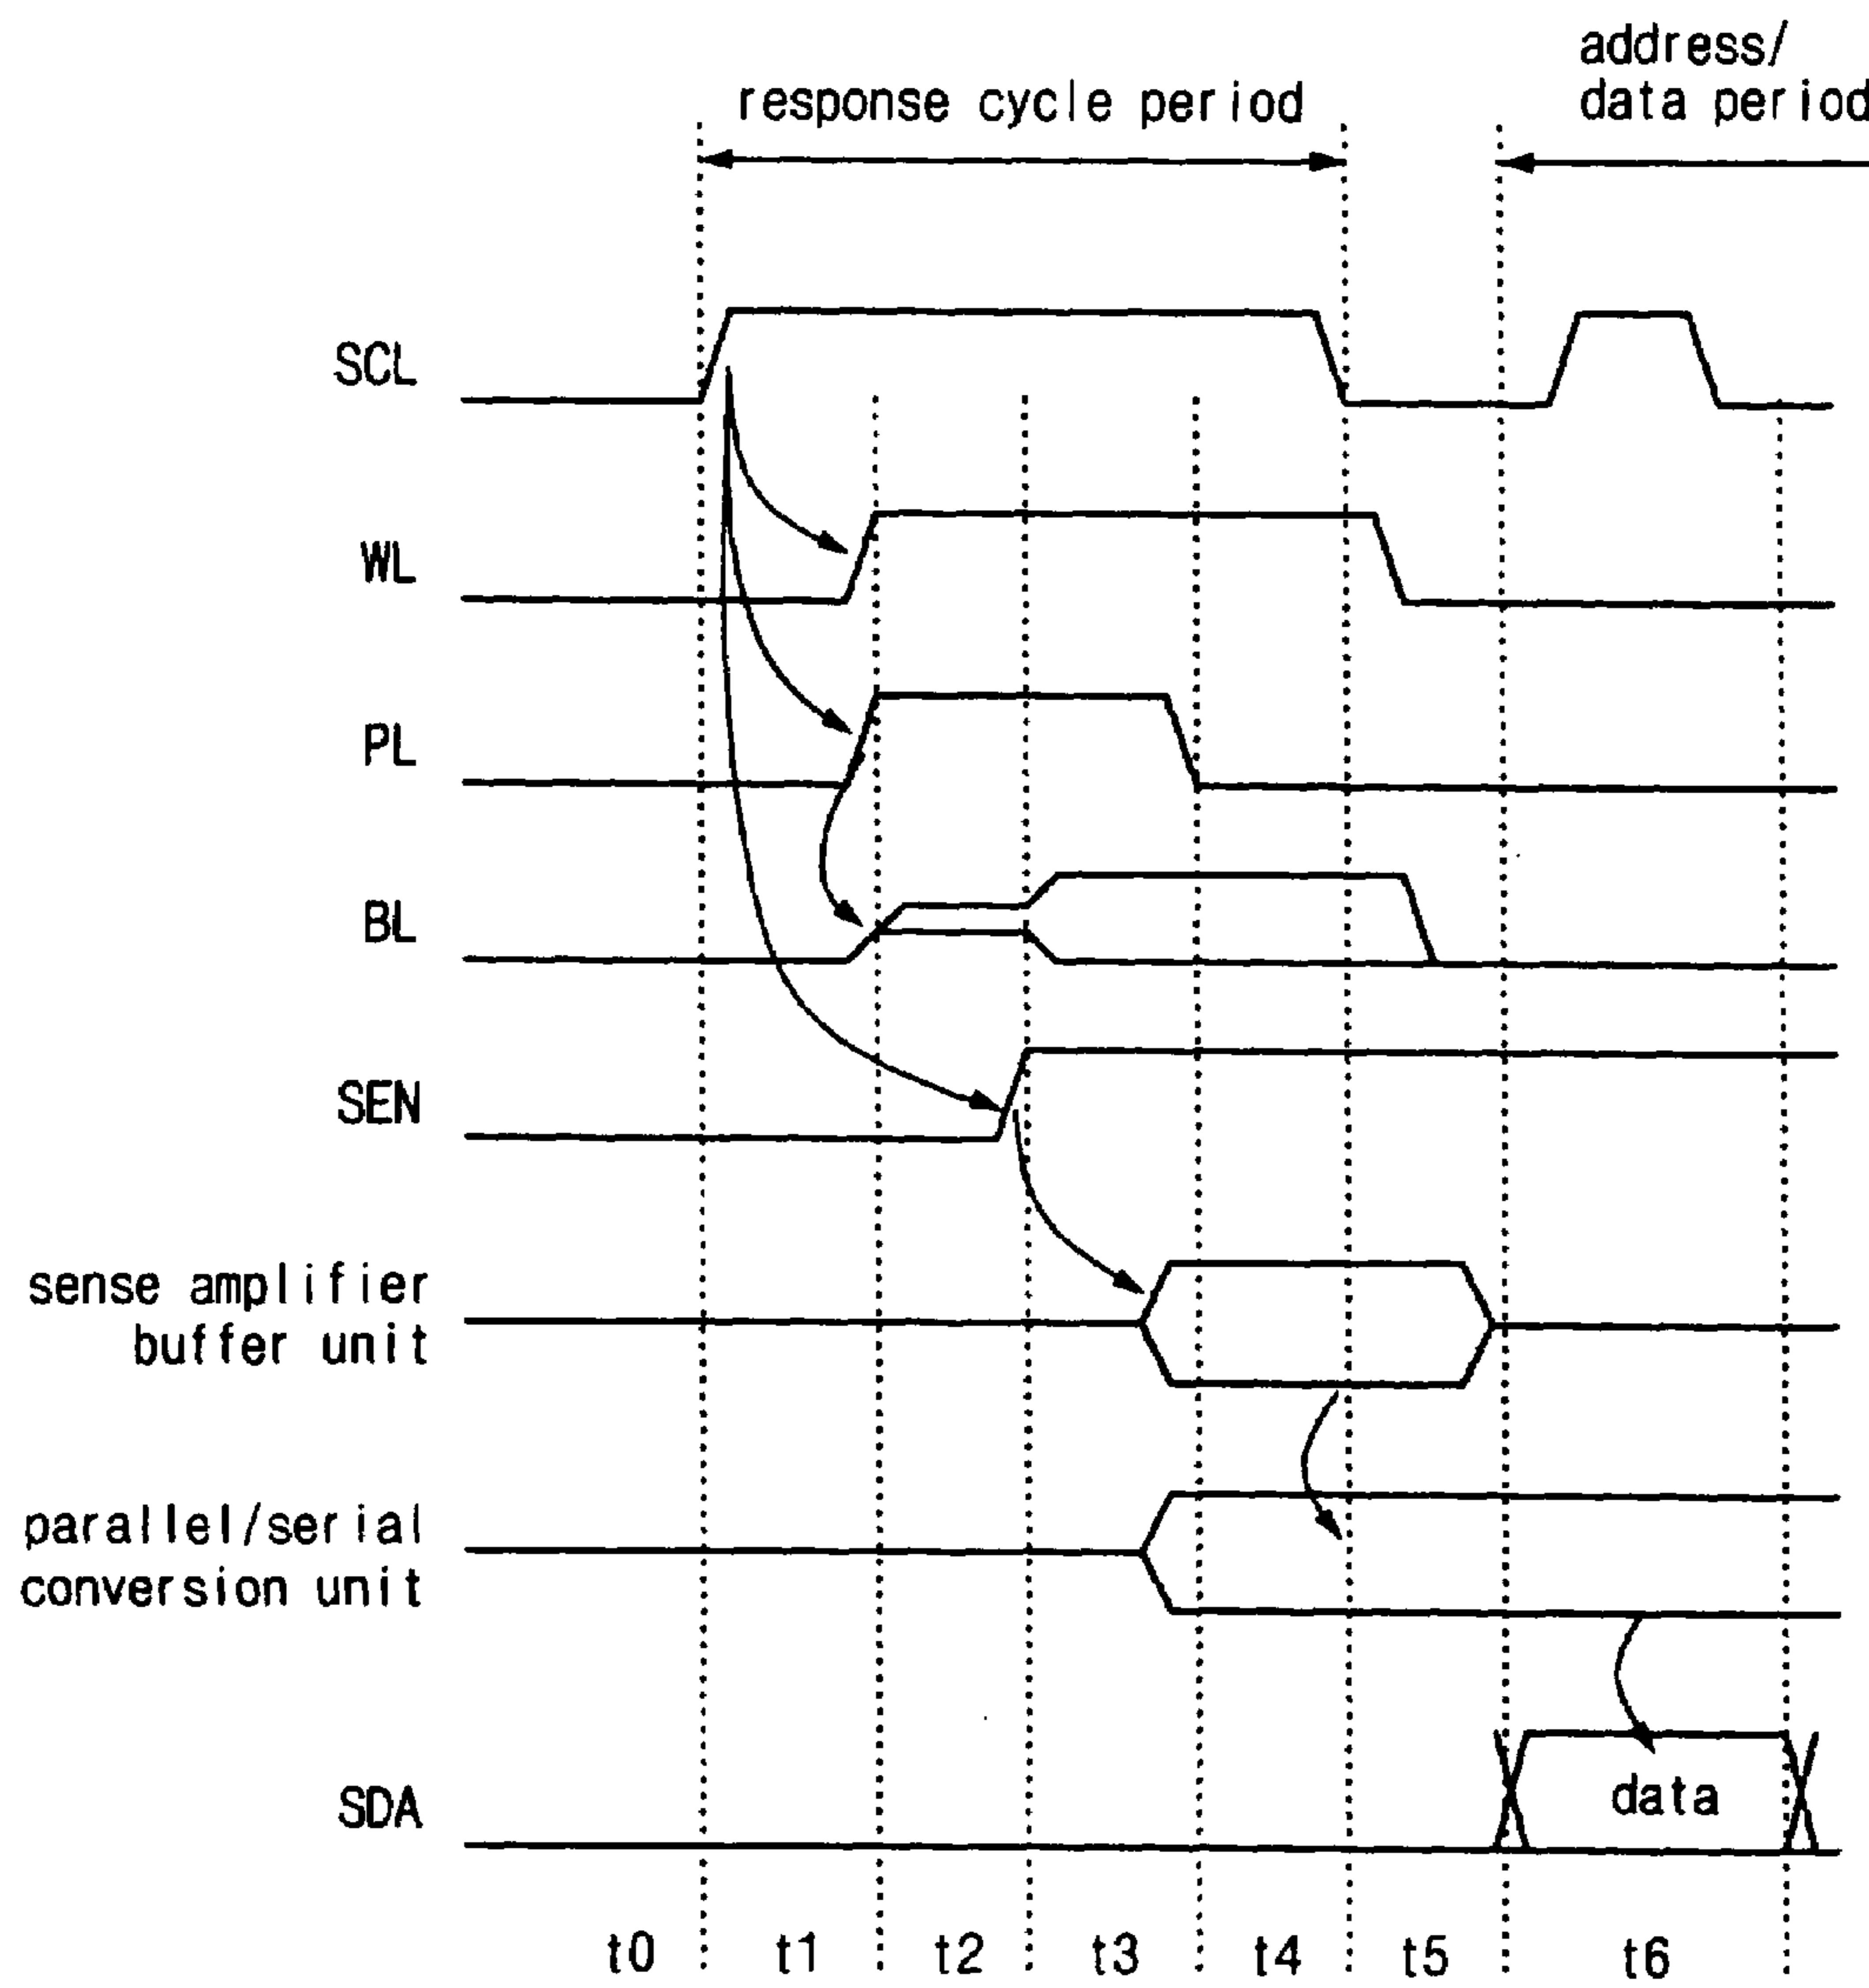 address/
response cycle period
data period
SCL
WL
PL
BL
SEN
sense amplifier
buffer unit
parallel/serial
conversion unit
SDA
data
t0 t1 t2 t3 t4 t5 t6